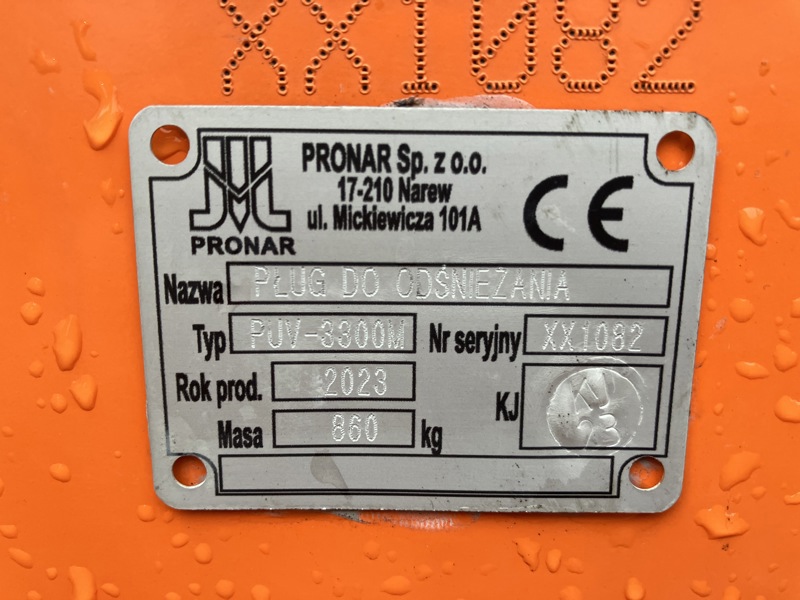 XX1082
PRONAR Sp. z o.o.
17-210 Narew
ul. Mickiewicza 101A
PRONAR
CE
Nazwa PŁUG DO ODŚNIEŻANIA
Typ PUV-3300M Nr seryjny XX1082
Rok prod. 2023
KJ
Masa 860 kg